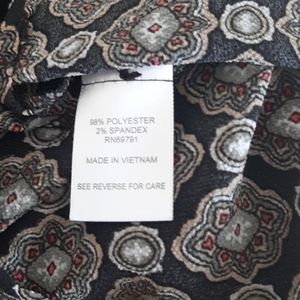 98% POLYESTER
2% SPANDEX
RN69791
MADE IN VIETNAM
SEE REVERSE FOR CARE